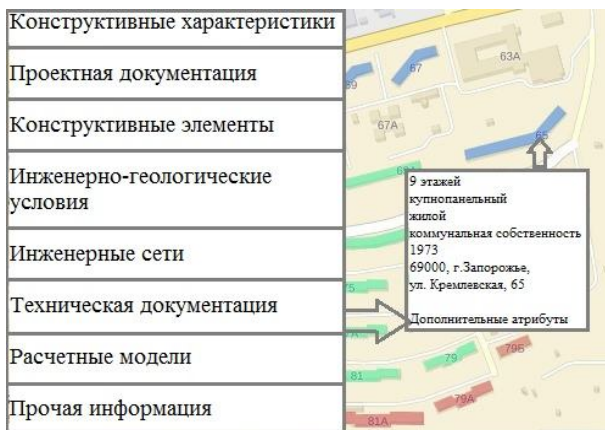 Конструктивные характеристики
Проектная документация
Конструктивные элементы
Инженерно-геологические
условия
Инженерные сети
Техническая документация
Расчетные модели
Прочая информация
63А
67
69
67А
65
9 этажей
купнопанельный
жилой
коммунальная собственность
1973
69000, г.Запорожье,
ул. Кремлевская, 65
Дополнительные атрибуты
75
79Б
79
81
79А
81А